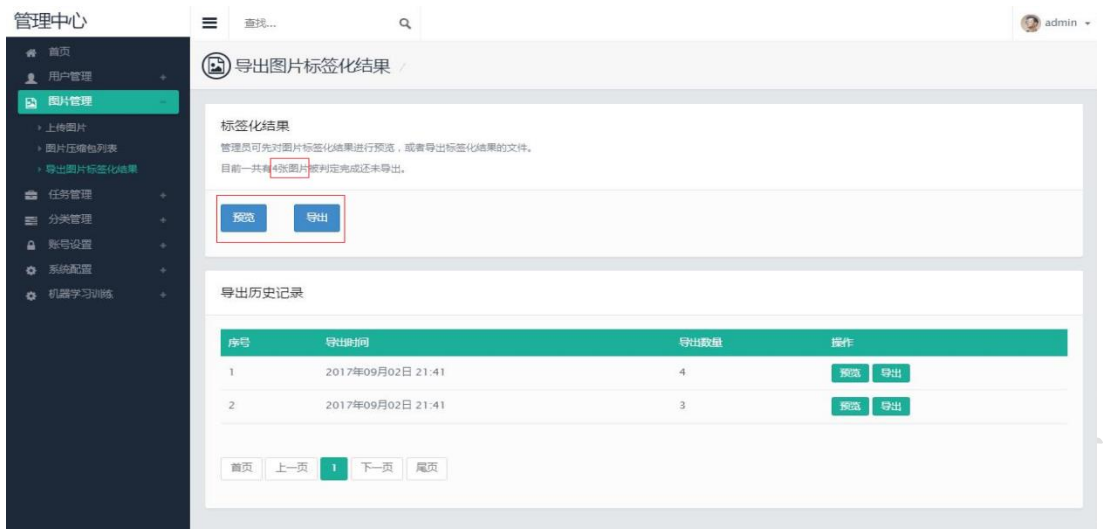 管理中心
查找...
admin
首页
用户管理 +
图片管理 -
上传图片
图片压缩包列表
导出图片标签化结果
任务管理 +
分类管理 +
账号设置 +
系统配置 +
机器学习训练 +
导出图片标签化结果 /
标签化结果
管理员可先对图片标签化结果进行预览，或者导出标签化结果的文件。
目前一共有4张图片被判定完成还未导出。
预览 导出
导出历史记录
序号 导出时间 导出数量 操作
1 2017年09月02日 21:41 4 预览 导出
2 2017年09月02日 21:41 3 预览 导出
首页 上一页 1 下一页 尾页